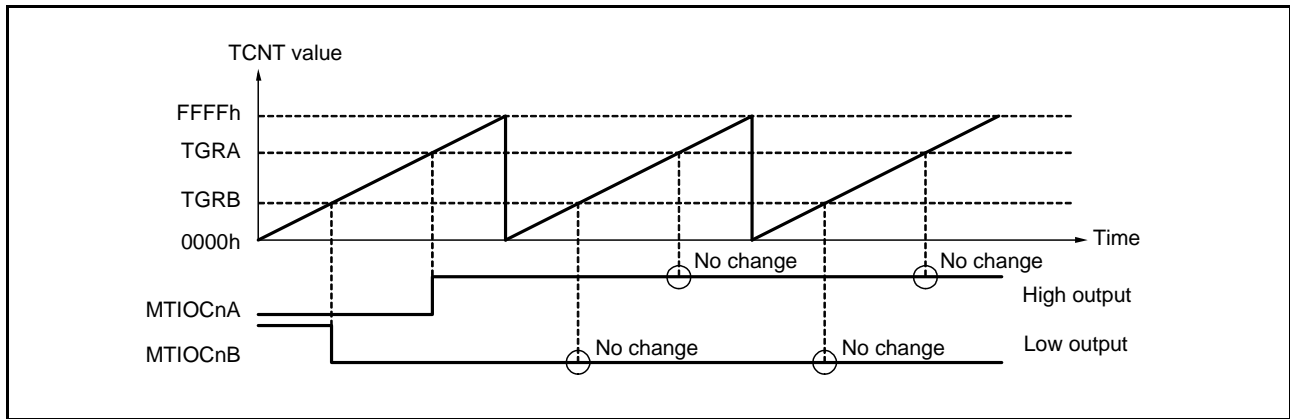 TCNT value
FFFFh
TGRA
TGRB
0000h
Time
No change
No change
High output
MTIOCnA
No change
No change
Low output
MTIOCnB